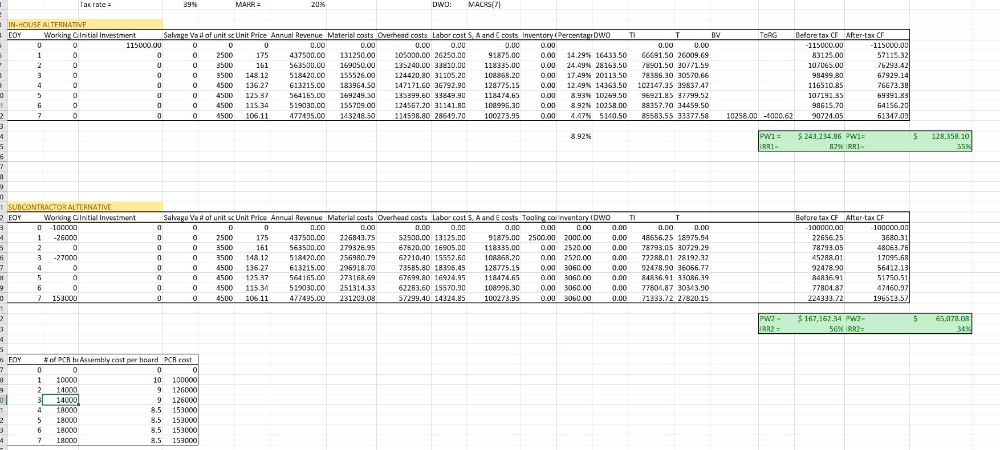 Tax rate = 39% MARR = 20% DWO: MACRS(7)
IN-HOUSE ALTERNATIVE
EOY Working Ca Initial Investment Salvage Va # of unit so Unit Price Annual Revenue Material costs Overhead costs Labor cost S, A and E costs Inventory ( Percentage DWO TI T BV ToRG Before tax CF After-tax CF
0 0 115000.00 0 0 0 0.00 0.00 0.00 0.00 0.00 0.00 0.00 0.00 -115000.00 -115000.00
1 0 0 0 2500 175 437500.00 131250.00 105000.00 26250.00 91875.00 0.00 14.29% 16433.50 66691.50 26009.69 83125.00 57115.32
2 0 0 0 3500 161 563500.00 169050.00 135240.00 33810.00 118335.00 0.00 24.49% 28163.50 78901.50 30771.59 107065.00 76293.42
3 0 0 0 3500 148.12 518420.00 155526.00 124420.80 31105.20 108868.20 0.00 17.49% 20113.50 78386.30 30570.66 98499.80 67929.14
4 0 0 0 4500 136.27 613215.00 183964.50 147171.60 36792.90 128775.15 0.00 12.49% 14363.50 102147.35 39837.47 116510.85 76673.38
5 0 0 0 4500 125.37 564165.00 169249.50 135399.60 33849.90 118474.65 0.00 8.93% 10269.50 96921.85 37799.52 107191.35 69391.83
6 0 0 0 4500 115.34 519030.00 155709.00 124567.20 31141.80 108996.30 0.00 8.92% 10258.00 88357.70 34459.50 98615.70 64156.20
7 0 0 0 4500 106.11 477495.00 143248.50 114598.80 28649.70 100273.95 0.00 4.47% 5140.50 85583.55 33377.58 10258.00 -4000.62 90724.05 61347.09
8.92% PW1 = $ 243,234.86 PW1= $ 128,358.10
IRR1= 82% IRR1= 55%
SUBCONTRACTOR ALTERNATIVE
EOY Working Ca Initial Investment Salvage Va # of unit so Unit Price Annual Revenue Material costs Overhead costs Labor cost S, A and E costs Tooling cos Inventory ( DWO TI T Before tax CF After-tax CF
0 -100000 0 0 0 0 0.00 0.00 0.00 0.00 0.00 0.00 0.00 0.00 0.00 0.00 -100000.00 -100000.00
1 -26000 0 0 2500 175 437500.00 226843.75 52500.00 13125.00 91875.00 2500.00 2000.00 0.00 48656.25 18975.94 22656.25 3680.31
2 0 0 0 3500 161 563500.00 279326.95 67620.00 16905.00 118335.00 0.00 2520.00 0.00 78793.05 30729.29 78793.05 48063.76
3 -27000 0 0 3500 148.12 518420.00 256980.79 62210.40 15552.60 108868.20 0.00 2520.00 0.00 72288.01 28192.32 45288.01 17095.68
4 0 0 0 4500 136.27 613215.00 296918.70 73585.80 18396.45 128775.15 0.00 3060.00 0.00 92478.90 36066.77 92478.90 56412.13
5 0 0 0 4500 125.37 564165.00 273168.69 67699.80 16924.95 118474.65 0.00 3060.00 0.00 84836.91 33086.39 84836.91 51750.51
6 0 0 0 4500 115.34 519030.00 251314.33 62283.60 15570.90 108996.30 0.00 3060.00 0.00 77804.87 30343.90 77804.87 47460.97
7 153000 0 0 4500 106.11 477495.00 231203.08 57299.40 14324.85 100273.95 0.00 3060.00 0.00 71333.72 27820.15 224333.72 196513.57
PW2 = $ 167,162.34 PW2= $ 65,078.08
IRR2 = 56% IRR2= 34%
EOY # of PCB bo Assembly cost per board PCB cost
0 0 0 0
1 10000 10 100000
2 14000 9 126000
3 14000 9 126000
4 18000 8.5 153000
5 18000 8.5 153000
6 18000 8.5 153000
7 18000 8.5 153000